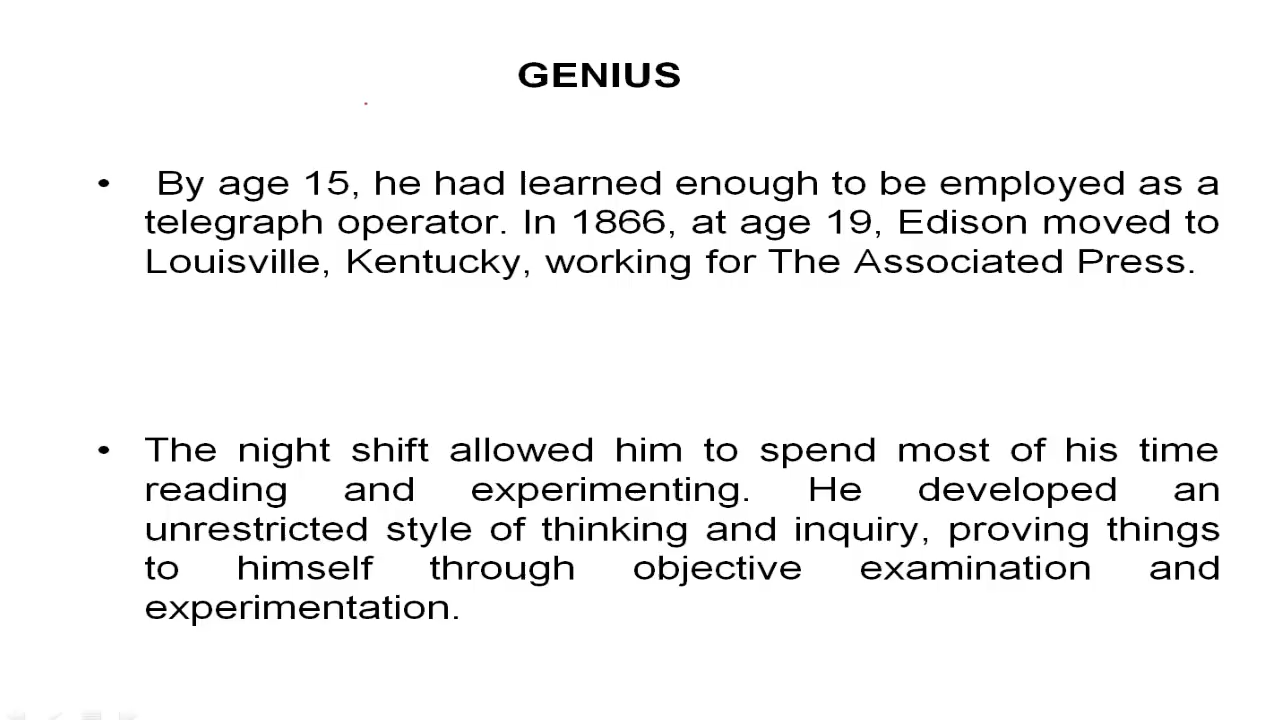 GENIUS
• By age 15, he had learned enough to be employed as a
telegraph operator. In 1866, at age 19, Edison moved to
Louisville, Kentucky, working for The Associated Press.
• The night shift allowed him to spend most of his time
reading and experimenting. He developed an
unrestricted style of thinking and inquiry, proving things
to himself through objective examination and
experimentation.